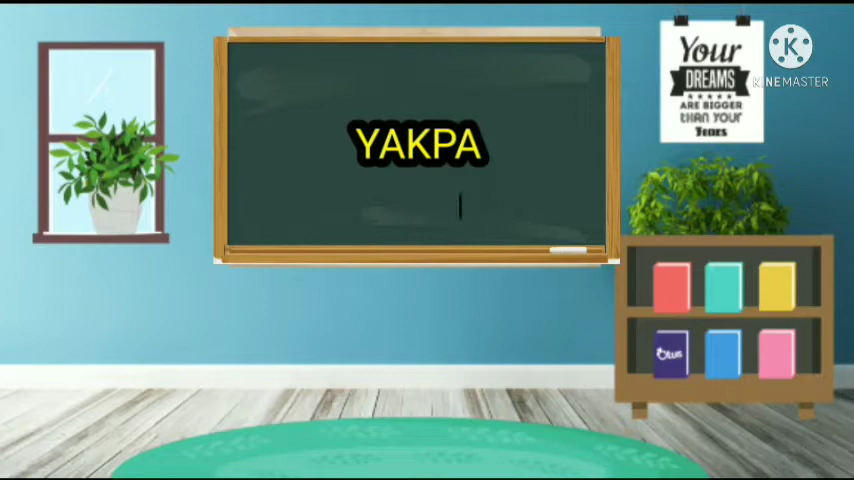 YAKPA
Your
DREAMS
ARE BIGGER
THAN YOUR
Fears
KINEMASTER